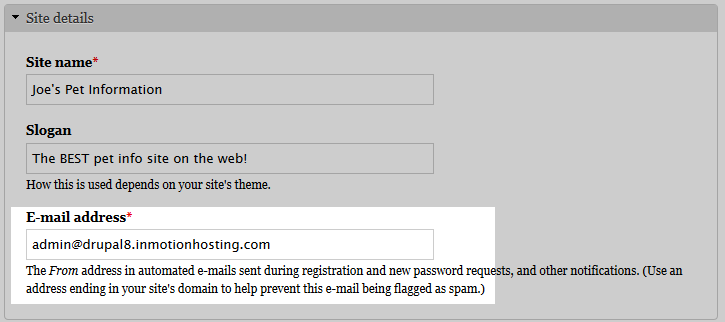 Site details
Site name*
Joe's Pet Information
Slogan
The BEST pet info site on the web!
How this is used depends on your site's theme.
E-mail address*
admin@drupal8.inmotionhosting.com
The From address in automated e-mails sent during registration and new password requests, and other notifications. (Use an
address ending in your site's domain to help prevent this e-mail being flagged as spam.)